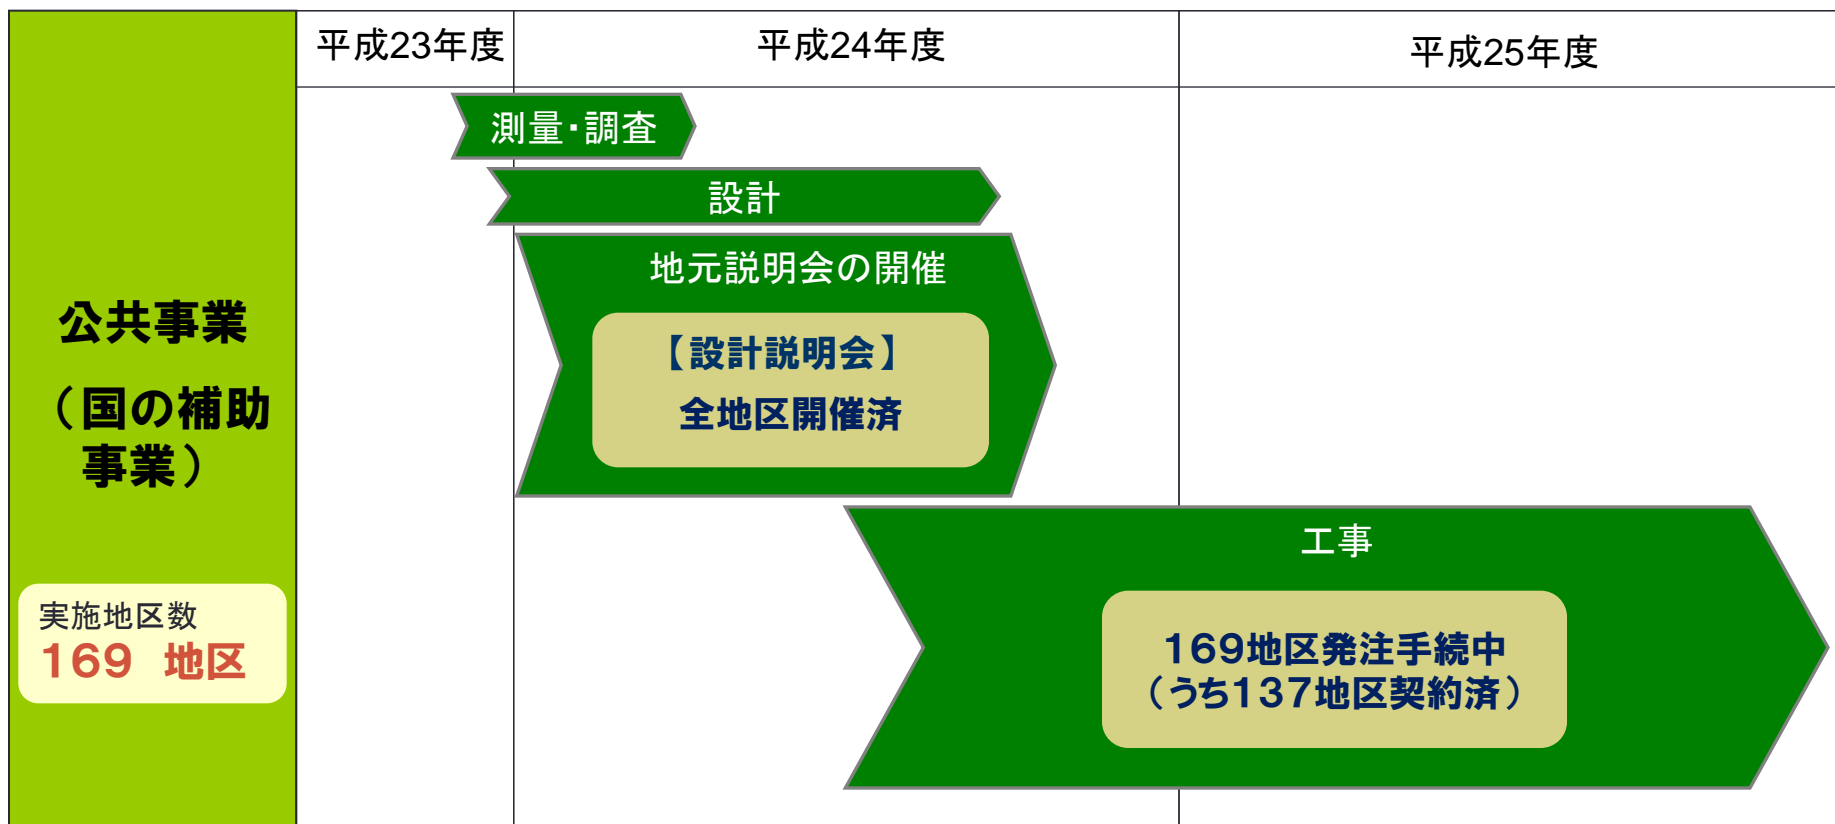 平成23年度
平成24年度
平成25年度
公共事業
（国の補助
事業）
実施地区数
169 地区
測量・調査
設計
地元説明会の開催
【設計説明会】
全地区開催済
工事
169地区発注手続中
（うち137地区契約済）